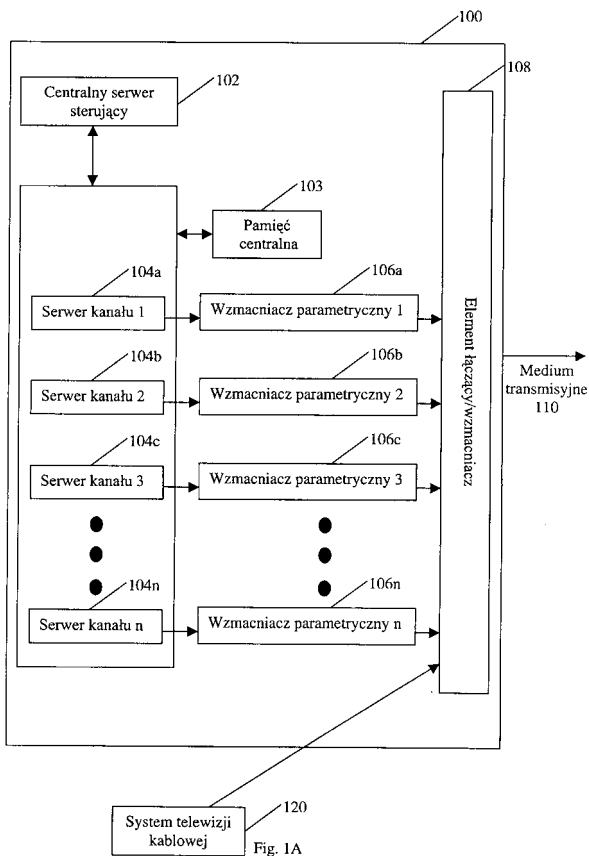 100
108
102
Centralny serwer
sterujący
103
Pamięć
centralna
104a
106a
Serwer kanału 1
Wzmacniacz parametryczny 1
104b
106b
Serwer kanału 2
Wzmacniacz parametryczny 2
104c
106c
Serwer kanału 3
Wzmacniacz parametryczny 3
104n
106n
Serwer kanału n
Wzmacniacz parametryczny n
Element łączący/wzmacniacz
Medium
transmisyjne
110
System telewizji
kablowej
120
Fig. 1A